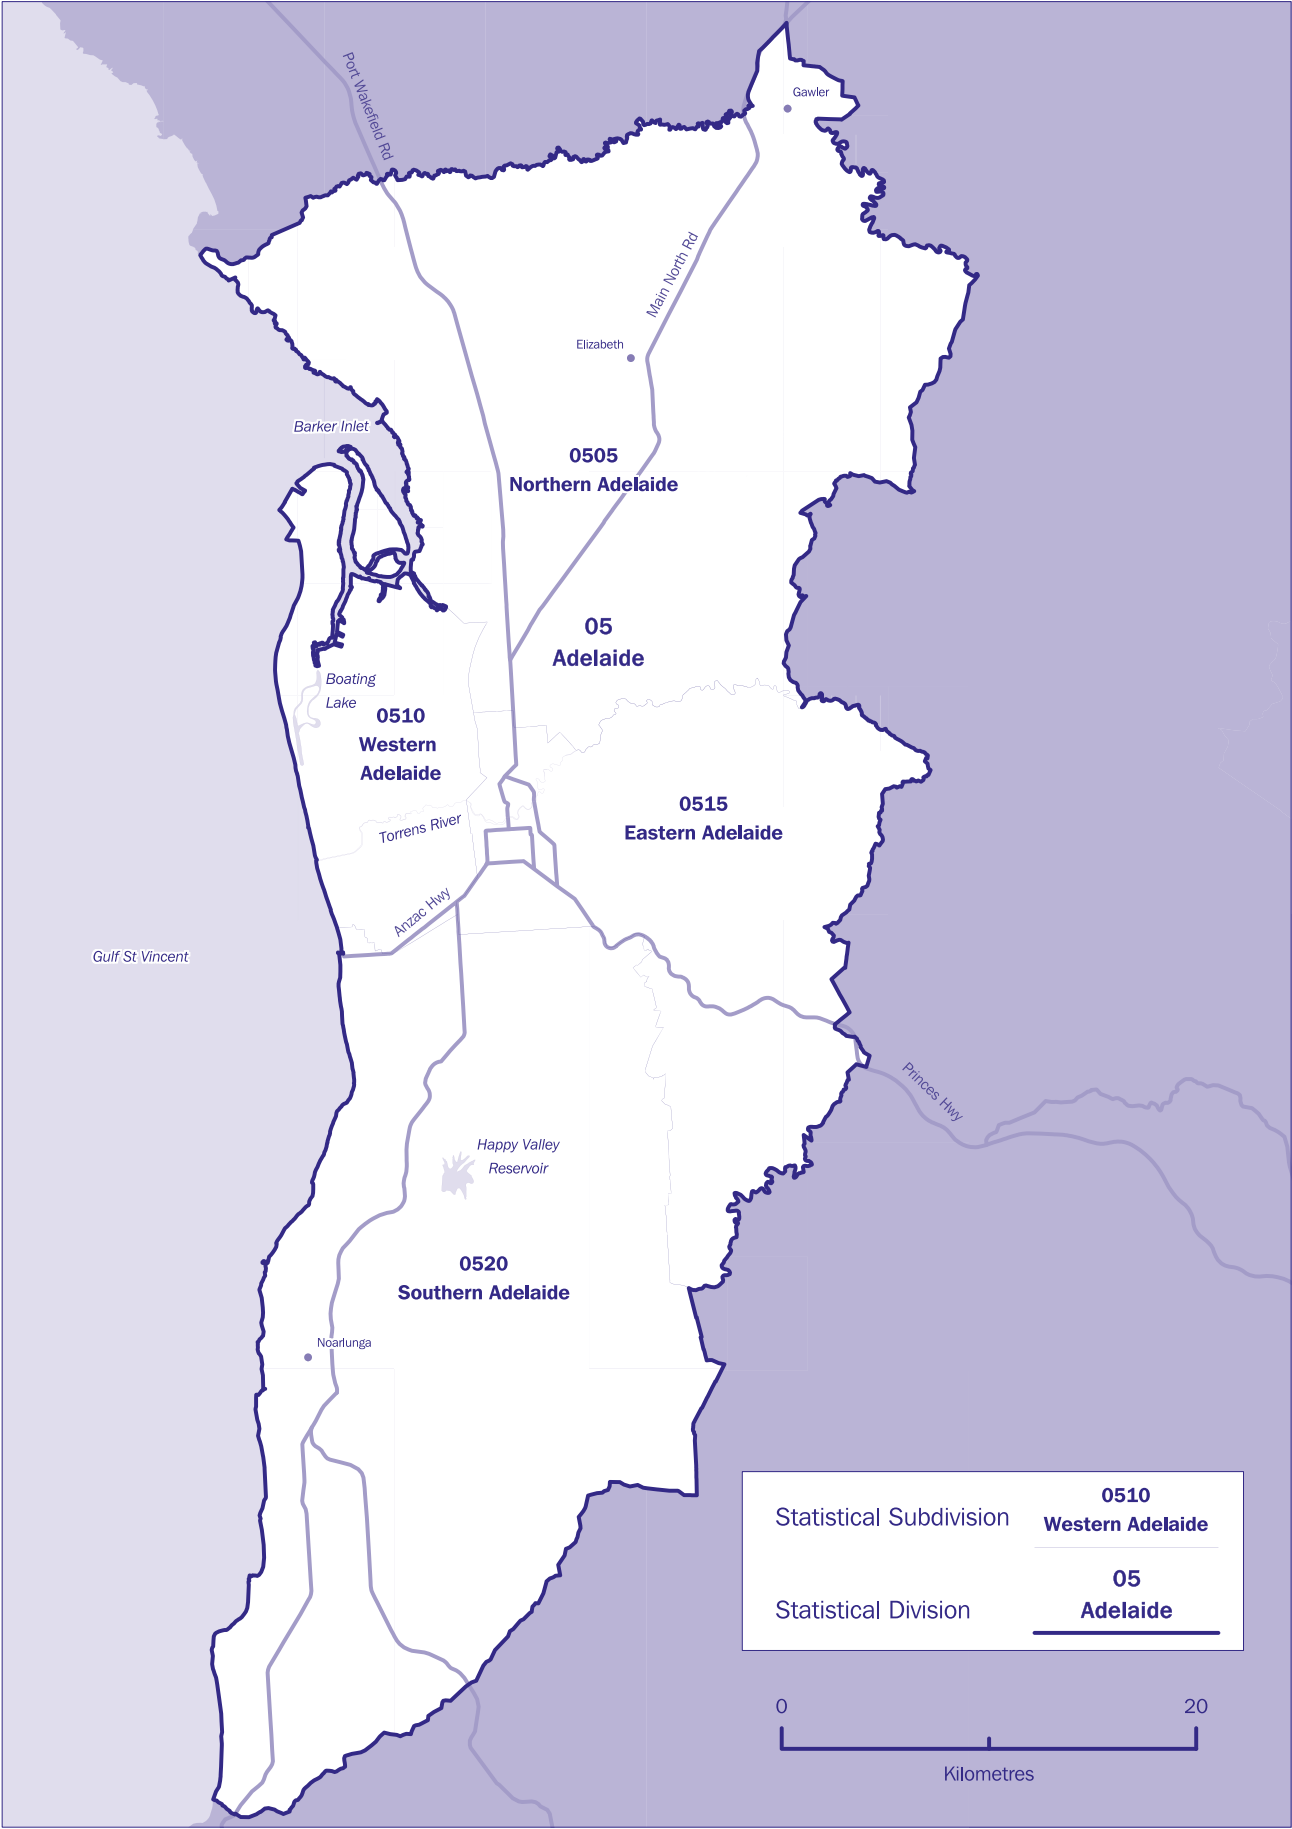 Gawler
Port Wakefield Rd
Main North Rd
Elizabeth
Barker Inlet
0505
Northern Adelaide
05
Adelaide
Boating
Lake
0510
Western
Adelaide
0515
Eastern Adelaide
Torrens River
Anzac Hwy
Gulf St Vincent
Princes Hwy
Happy Valley
Reservoir
0520
Southern Adelaide
Noarlunga
Statistical Subdivision
0510
Western Adelaide
Statistical Division
05
Adelaide
0 20
Kilometres